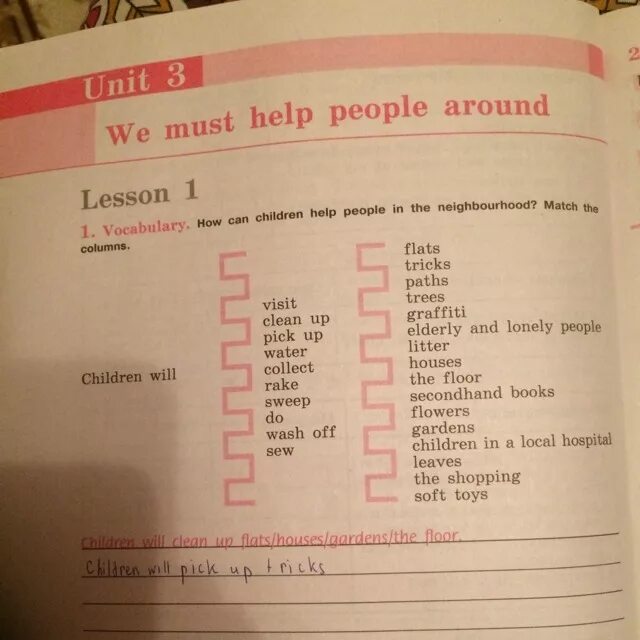 Unit 3
We must help people around
Lesson 1
1. Vocabulary. How can children help people in the neighbourhood? Match the
columns.
Children will
visit
clean up
pick up
water
collect
rake
sweep
do
wash off
sew
flats
tricks
paths
trees
graffiti
elderly and lonely people
litter
houses
the floor
secondhand books
flowers
gardens
children in a local hospital
leaves
the shopping
soft toys
Children will clean up flats/houses/gardens/the floor.
Children will pick up tricks
2